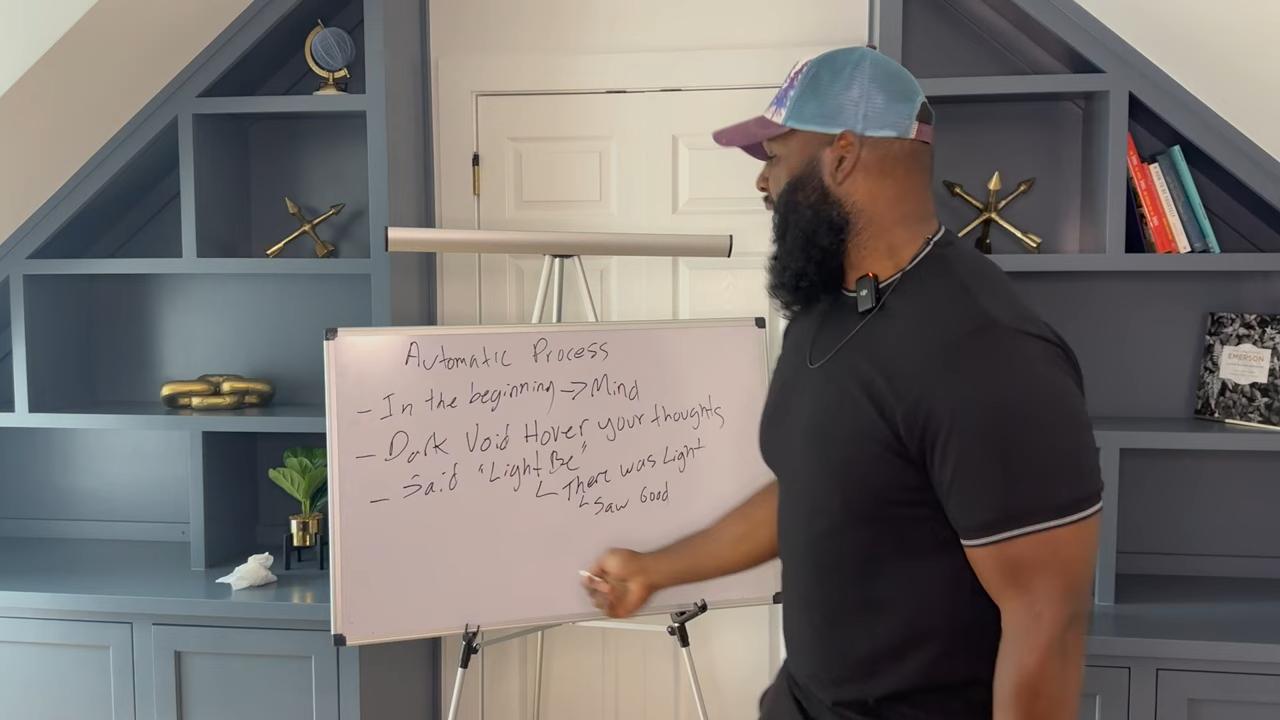 Automatic Process
- In the beginning -> Mind
- Dark Void Hover your thoughts
- Said "Light Be"
└ There was Light
└ Saw Good
EMERSON